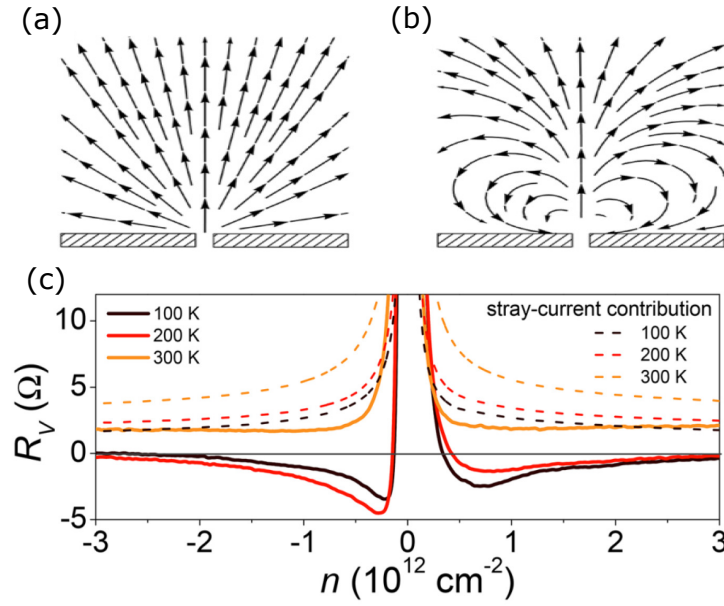 (a)
(b)
(c)
100 K
200 K
300 K
stray-current contribution
100 K
200 K
300 K
R_V (Ω)
10
5
0
-5
-3
-2
-1
0
1
2
3
n (10^12 cm^-2)